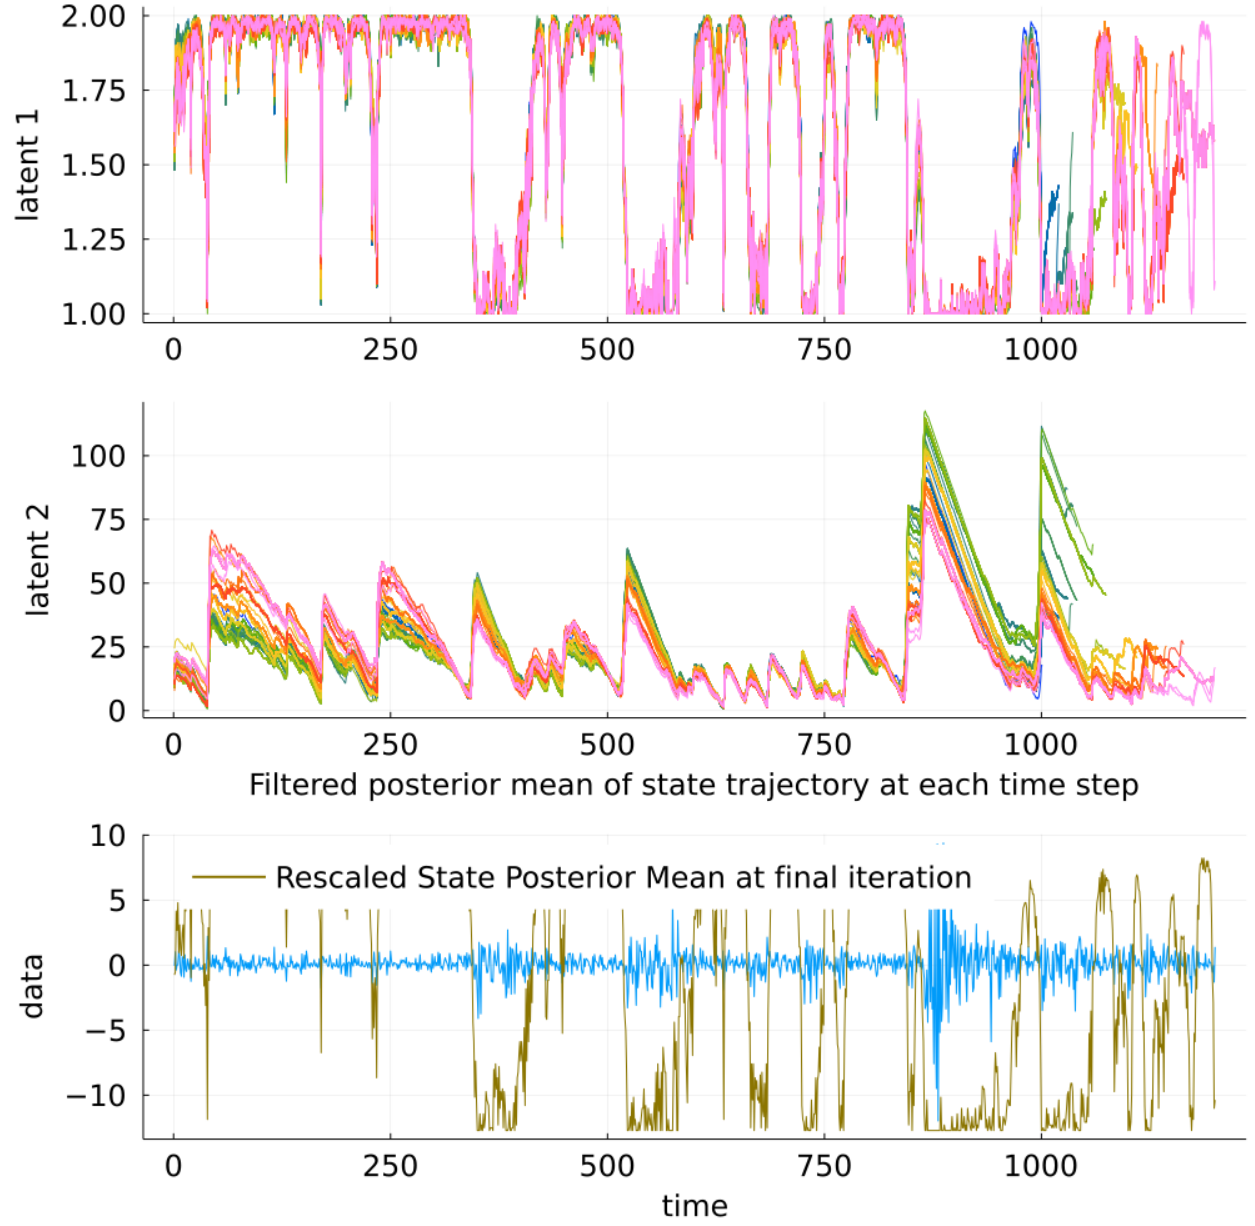 2.00
1.75
1.50
1.25
1.00
latent 1
0 250 500 750 1000
100
75
50
25
0
latent 2
0 250 500 750 1000
Filtered posterior mean of state trajectory at each time step
10
5
0
−5
−10
data
Rescaled State Posterior Mean at final iteration
0 250 500 750 1000
time